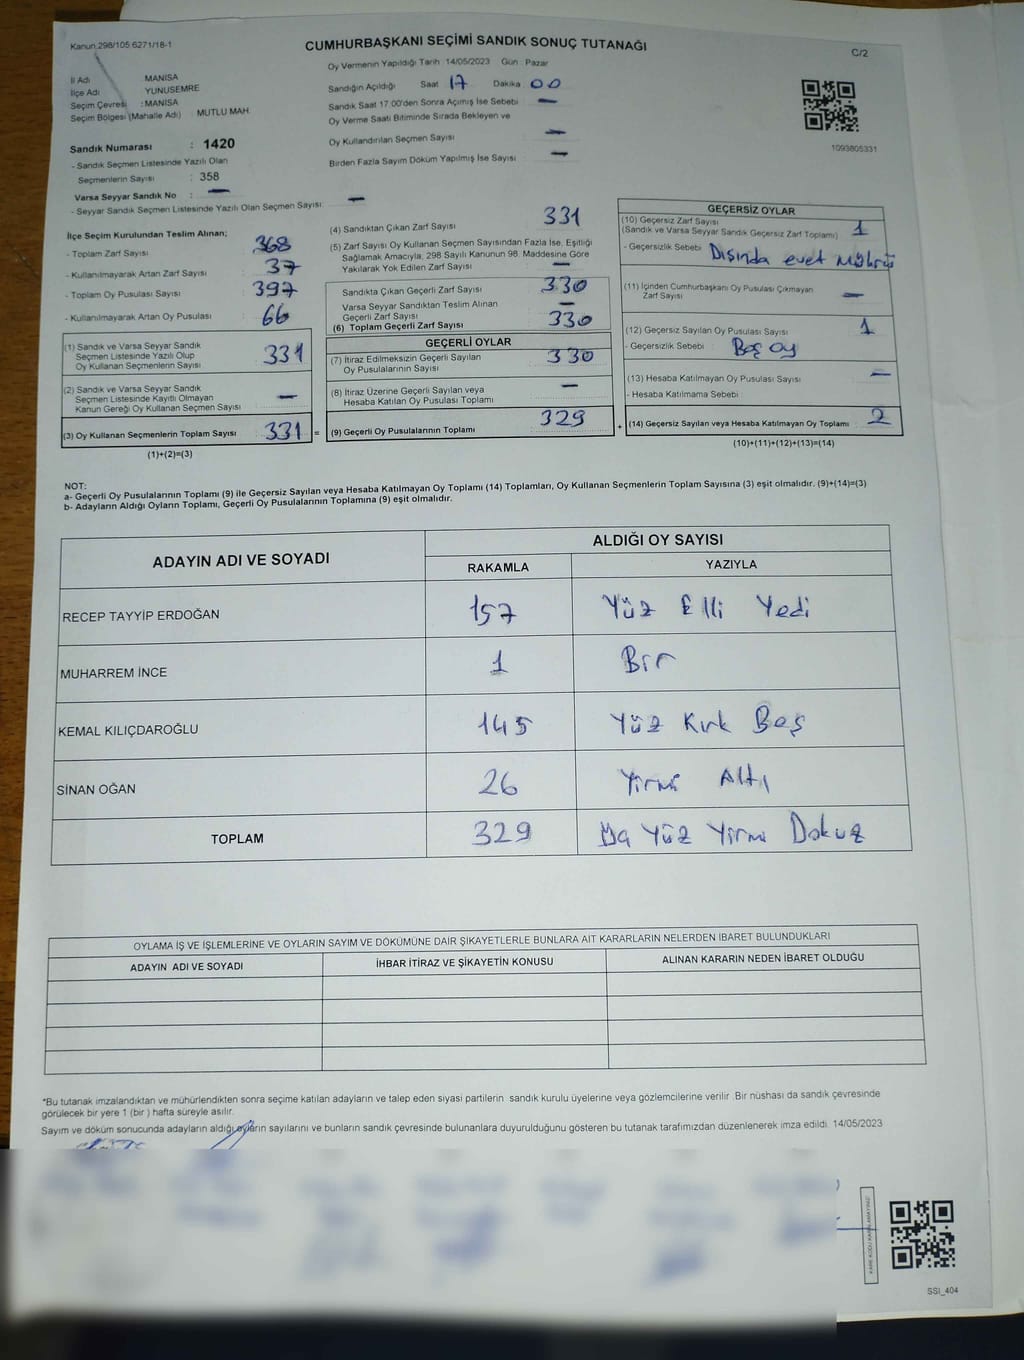 Kanun 298/105 6271/18-1
CUMHURBAŞKANI SEÇİMİ SANDIK SONUÇ TUTANAĞI
C/2
İl Adı MANİSA
İlçe Adı YUNUSEMRE
Seçim Çevresi : MANİSA
Seçim Bölgesi (Mahalle Adı) : MUTLU MAH.
Sandık Numarası : 1420
- Sandık Seçmen Listesinde Yazılı Olan
Seçmenlerin Sayısı : 358
Varsa Seyyar Sandık No : —
- Seyyar Sandık Seçmen Listesinde Yazılı Olan Seçmen Sayısı: —
Oy Vermenin Yapıldığı Tarih 14/05/2023 Gün : Pazar
Sandığın Açıldığı Saat 17 Dakika 00
Sandık Saat 17:00'den Sonra Açımış İse Sebebi —
Oy Verme Saati Bitiminde Sırada Bekleyen ve
Oy Kullandırılan Seçmen Sayısı —
Birden Fazla Sayım Döküm Yapılmış İse Sayısı —
1093805331
İlçe Seçim Kurulundan Teslim Alınan;
- Toplam Zarf Sayısı 368
- Kullanılmayarak Artan Zarf Sayısı 37
- Toplam Oy Pusulası Sayısı 397
- Kullanılmayarak Artan Oy Pusulası 66
(1) Sandık ve Varsa Seyyar Sandık
Seçmen Listesinde Yazılı Olup
Oy Kullanan Seçmenlerin Sayısı 331
(2) Sandık ve Varsa Seyyar Sandık
Seçmen Listesinde Kayıtlı Olmayan
Kanun Gereği Oy Kullanan Seçmen Sayısı —
(3) Oy Kullanan Seçmenlerin Toplam Sayısı 331 =
(1)+(2)=(3)
(4) Sandıktan Çıkan Zarf Sayısı 331
(5) Zarf Sayısı Oy Kullanan Seçmen Sayısından Fazla İse, Eşitliği
Sağlamak Amacıyla, 298 Sayılı Kanunun 98. Maddesine Göre
Yakılarak Yok Edilen Zarf Sayısı —
Sandıkta Çıkan Geçerli Zarf Sayısı 330
Varsa Seyyar Sandıktan Teslim Alınan
Geçerli Zarf Sayısı —
(6) Toplam Geçerli Zarf Sayısı 330
GEÇERLİ OYLAR
(7) İtiraz Edilmeksizin Geçerli Sayılan
Oy Pusulalarının Sayısı 330
(8) İtiraz Üzerine Geçerli Sayılan veya
Hesaba Katılan Oy Pusulası Toplamı —
(9) Geçerli Oy Pusulalarının Toplamı 329 +
GEÇERSİZ OYLAR
(10) Geçersiz Zarf Sayısı
(Sandık ve Varsa Seyyar Sandık Geçersiz Zarf Toplamı) 1
- Geçersizlik Sebebi : Dışında evet Mührü
(11) İçinden Cumhurbaşkanı Oy Pusulası Çıkmayan
Zarf Sayısı —
(12) Geçersiz Sayılan Oy Pusulası Sayısı 1
- Geçersizlik Sebebi : Boş oy
(13) Hesaba Katılmayan Oy Pusulası Sayısı —
- Hesaba Katılmama Sebebi
(14) Geçersiz Sayılan veya Hesaba Katılmayan Oy Toplamı : 2
(10)+(11)+(12)+(13)=(14)
NOT:
a- Geçerli Oy Pusulalarının Toplamı (9) ile Geçersiz Sayılan veya Hesaba Katılmayan Oy Toplamı (14) Toplamları, Oy Kullanan Seçmenlerin Toplam Sayısına (3) eşit olmalıdır. (9)+(14)=(3)
b- Adayların Aldığı Oyların Toplamı, Geçerli Oy Pusulalarının Toplamına (9) eşit olmalıdır.
ADAYIN ADI VE SOYADI ALDIĞI OY SAYISI
RAKAMLA YAZIYLA
RECEP TAYYİP ERDOĞAN 157 Yüz Elli Yedi
MUHARREM İNCE 1 Bir
KEMAL KILIÇDAROĞLU 145 Yüz Kırk Beş
SİNAN OĞAN 26 Yirmi Altı
TOPLAM 329 Yüz Yirmi Dokuz
OYLAMA İŞ VE İŞLEMLERİNE VE OYLARIN SAYIM VE DÖKÜMÜNE DAİR ŞİKAYETLERLE BUNLARA AİT KARARLARIN NELERDEN İBARET BULUNDUKLARI
ADAYIN ADI VE SOYADI İHBAR İTİRAZ VE ŞİKAYETİN KONUSU ALINAN KARARIN NEDEN İBARET OLDUĞU
*Bu tutanak imzalandıktan ve mühürlendikten sonra seçime katılan adayların ve talep eden siyasi partilerin sandık kurulu üyelerine veya gözlemcilerine verilir .Bir nüshası da sandık çevresinde
görülecek bir yere 1 (bir ) hafta süreyle asılır.
Sayım ve döküm sonucunda adayların aldığı oyların sayılarını ve bunların sandık çevresinde bulunanlara duyurulduğunu gösteren bu tutanak tarafımızdan düzenlenerek imza edildi. 14/05/2023
KARE KODU KARALAMAYINIZ!
SSI_404